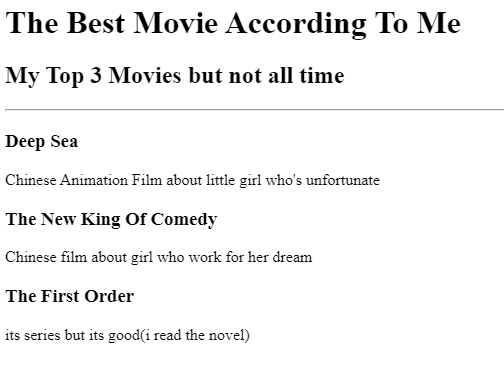 The Best Movie According To Me
My Top 3 Movies but not all time
Deep Sea
Chinese Animation Film about little girl who's unfortunate
The New King Of Comedy
Chinese film about girl who work for her dream
The First Order
its series but its good(i read the novel)